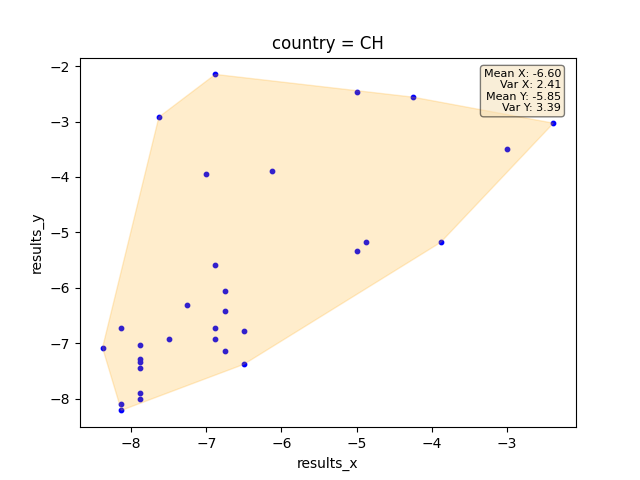 country = CH
Mean X: -6.60
Var X: 2.41
Mean Y: -5.85
Var Y: 3.39
−2
−3
−4
−5
−6
−7
−8
results_y
−8 −7 −6 −5 −4 −3
results_x